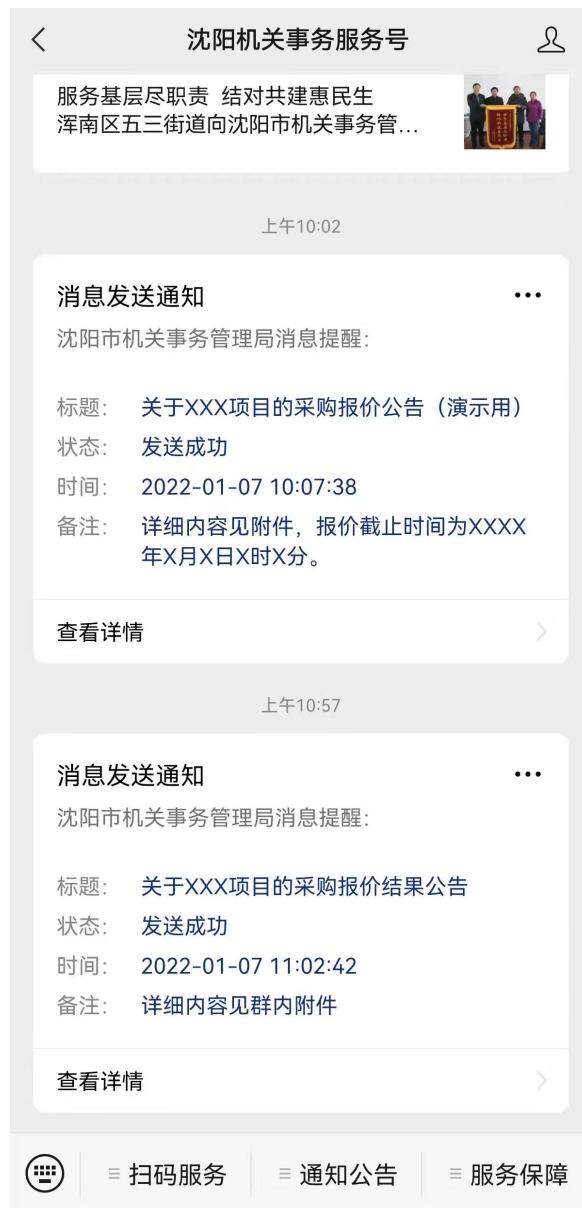 沈阳机关事务服务号
服务基层尽职责 结对共建惠民生
浑南区五三街道向沈阳市机关事务管...
上午10:02
消息发送通知
沈阳市机关事务管理局消息提醒:
标题: 关于XXX项目的采购报价公告（演示用）
状态: 发送成功
时间: 2022-01-07 10:07:38
备注: 详细内容见附件，报价截止时间为XXXX
年X月X日X时X分。
查看详情
上午10:57
消息发送通知
沈阳市机关事务管理局消息提醒:
标题: 关于XXX项目的采购报价结果公告
状态: 发送成功
时间: 2022-01-07 11:02:42
备注: 详细内容见群内附件
查看详情
扫码服务 通知公告 服务保障